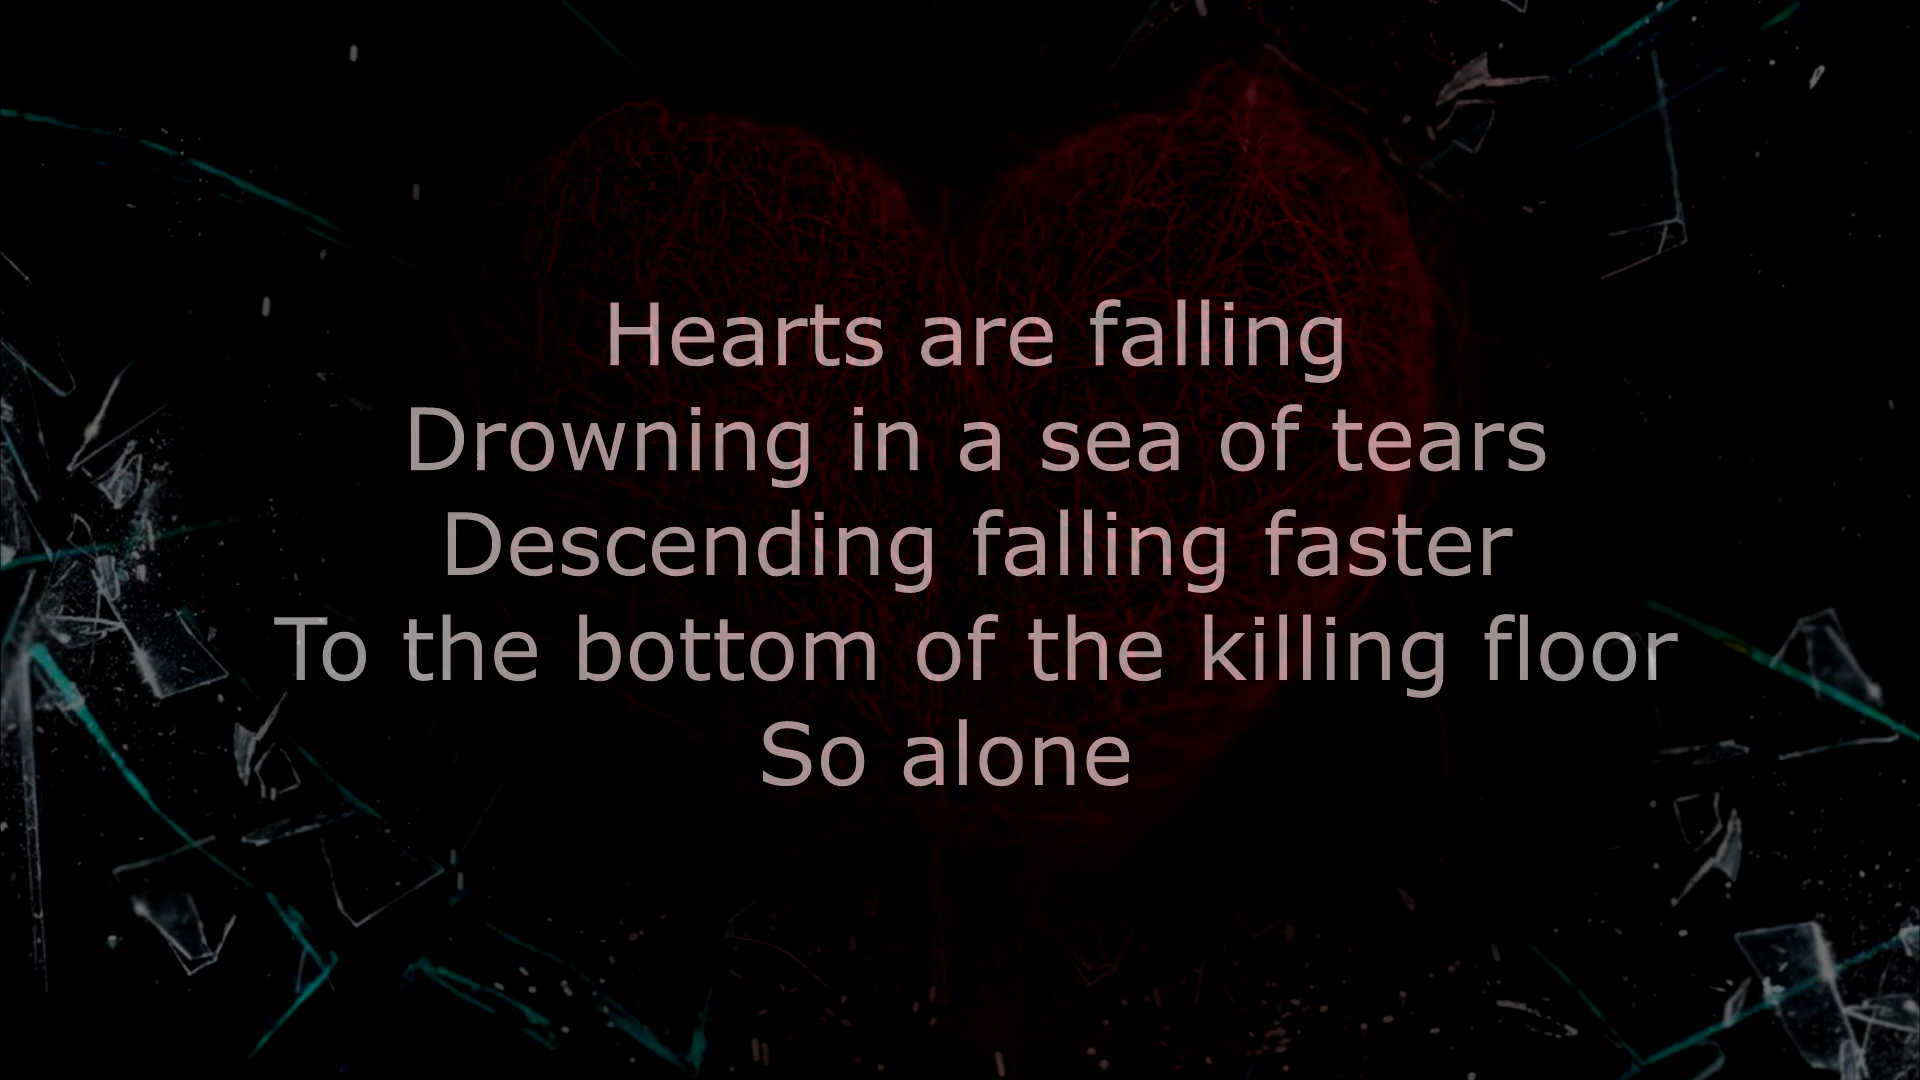 Hearts are falling
Drowning in a sea of tears
Descending falling faster
To the bottom of the killing floor
So alone